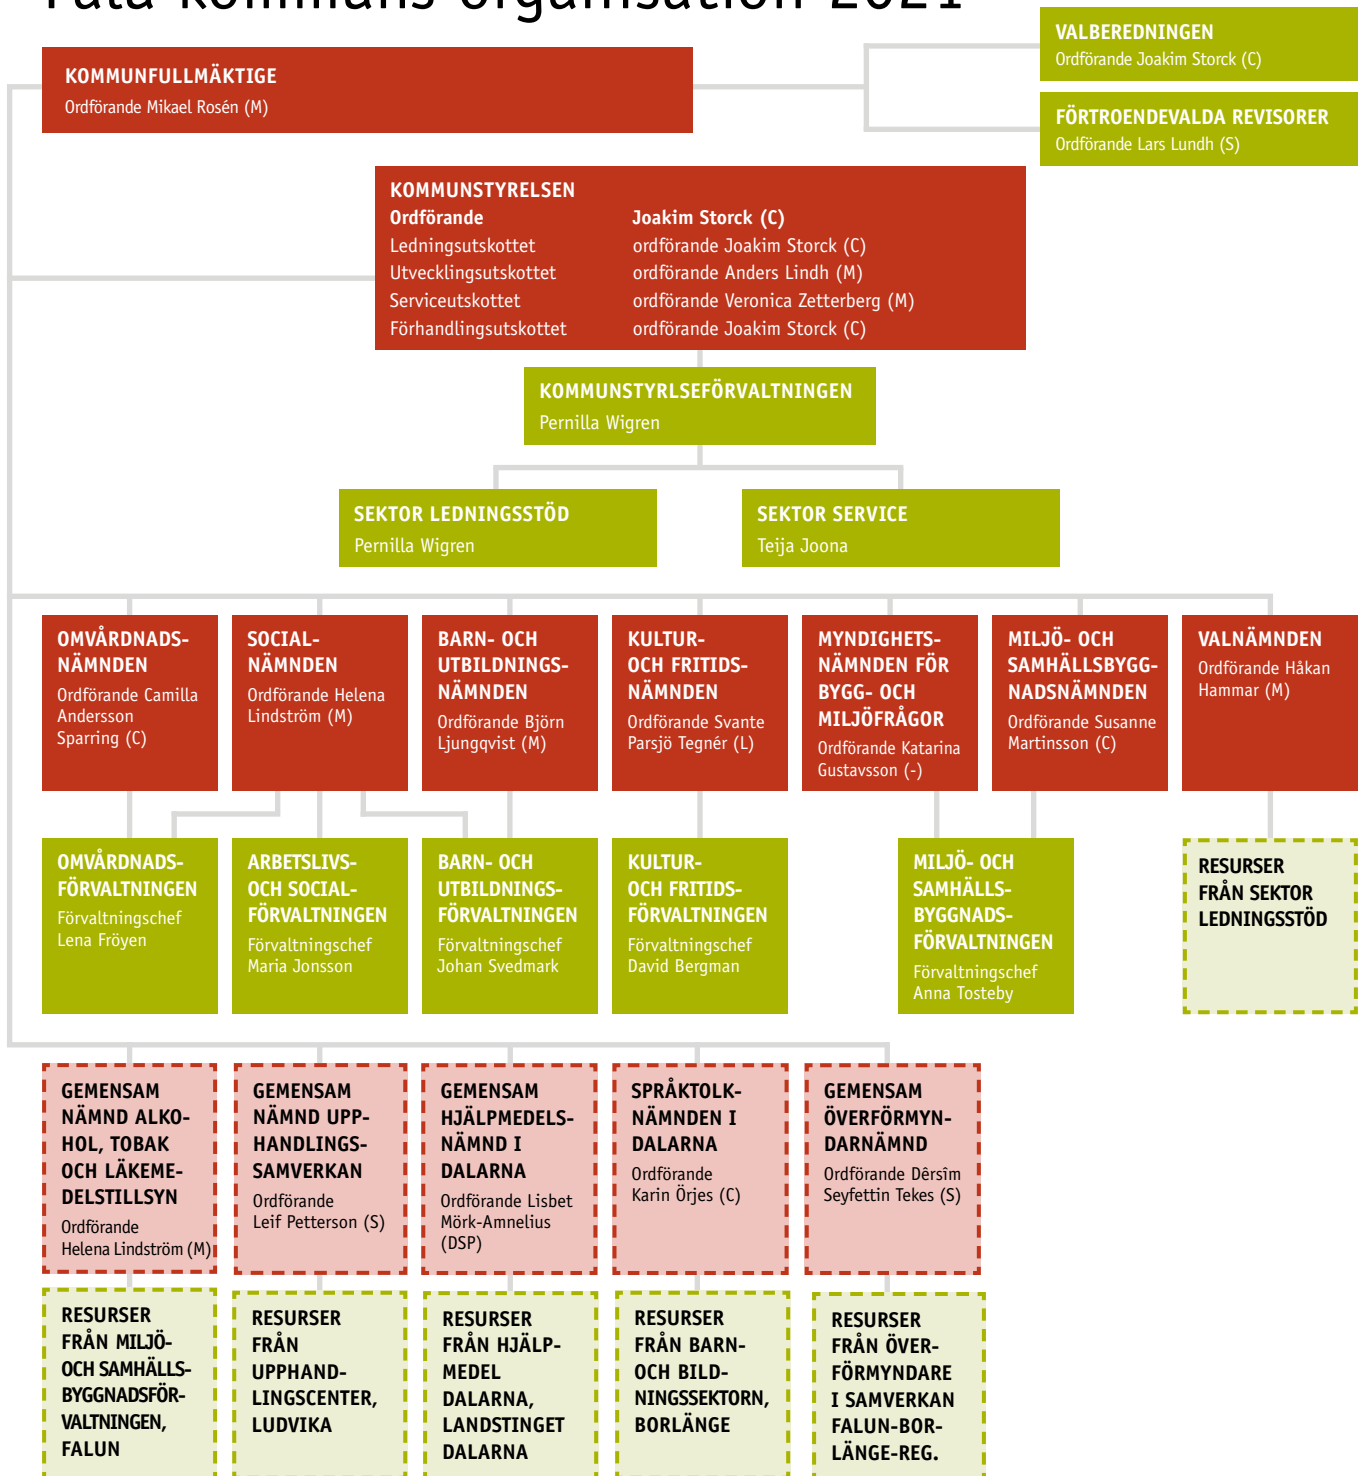 Falu kommuns organisation 2021
VALBEREDNINGEN
Ordförande Joakim Storck (C)
KOMMUNFULLMÄKTIGE
Ordförande Mikael Rosén (M)
FÖRTROENDEVALDA REVISORER
Ordförande Lars Lundh (S)
KOMMUNSTYRELSEN
Ordförande Joakim Storck (C)
Ledningsutskottet ordförande Joakim Storck (C)
Utvecklingsutskottet ordförande Anders Lindh (M)
Serviceutskottet ordförande Veronica Zetterberg (M)
Förhandlingsutskottet ordförande Joakim Storck (C)
KOMMUNSTYRLSEFÖRVALTNINGEN
Pernilla Wigren
SEKTOR LEDNINGSSTÖD
Pernilla Wigren
SEKTOR SERVICE
Teija Joona
OMVÅRDNADS-
NÄMNDEN
Ordförande Camilla
Andersson
Sparring (C)
SOCIAL-
NÄMNDEN
Ordförande Helena
Lindström (M)
BARN- OCH
UTBILDNINGS-
NÄMNDEN
Ordförande Björn
Ljungqvist (M)
KULTUR-
OCH FRITIDS-
NÄMNDEN
Ordförande Svante
Parsjö Tegnér (L)
MYNDIGHETS-
NÄMNDEN FÖR
BYGG- OCH
MILJÖFRÅGOR
Ordförande Katarina
Gustavsson (-)
MILJÖ- OCH
SAMHÄLLSBYGG-
NADSNÄMNDEN
Ordförande Susanne
Martinsson (C)
VALNÄMNDEN
Ordförande Håkan
Hammar (M)
OMVÅRDNADS-
FÖRVALTNINGEN
Förvaltningschef
Lena Fröyen
ARBETSLIVS-
OCH SOCIAL-
FÖRVALTNINGEN
Förvaltningschef
Maria Jonsson
BARN- OCH
UTBILDNINGS-
FÖRVALTNINGEN
Förvaltningschef
Johan Svedmark
KULTUR-
OCH FRITIDS-
FÖRVALTNINGEN
Förvaltningschef
David Bergman
MILJÖ- OCH
SAMHÄLLS-
BYGGNADS-
FÖRVALTNINGEN
Förvaltningschef
Anna Tosteby
RESURSER
FRÅN SEKTOR
LEDNINGSSTÖD
GEMENSAM
NÄMND ALKO-
HOL, TOBAK
OCH LÄKEME-
DELSTILLSYN
Ordförande
Helena Lindström (M)
GEMENSAM
NÄMND UPP-
HANDLINGS-
SAMVERKAN
Ordförande
Leif Petterson (S)
GEMENSAM
HJÄLPMEDELS-
NÄMND I
DALARNA
Ordförande Lisbet
Mörk-Amnelius
(DSP)
SPRÅKTOLK-
NÄMNDEN I
DALARNA
Ordförande
Karin Örjes (C)
GEMENSAM
ÖVERFÖRMYN-
DARNÄMND
Ordförande Dêrsîm
Seyfettin Tekes (S)
RESURSER
FRÅN MILJÖ-
OCH SAMHÄLLS-
BYGGNADSFÖR-
VALTNINGEN,
FALUN
RESURSER
FRÅN
UPPHAND-
LINGSCENTER,
LUDVIKA
RESURSER
FRÅN HJÄLP-
MEDEL
DALARNA,
LANDSTINGET
DALARNA
RESURSER
FRÅN BARN-
OCH BILD-
NINGSSEKTORN,
BORLÄNGE
RESURSER
FRÅN ÖVER-
FÖRMYNDARE
I SAMVERKAN
FALUN-BOR-
LÄNGE-REG.